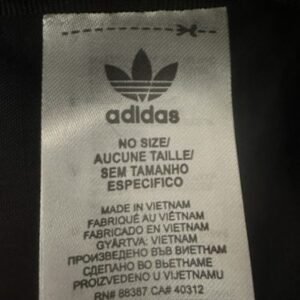 adidas
NO SIZE/
AUCUNE TAILLE/
SEM TAMANHO
ESPECIFICO
MADE IN VIETNAM
FABRIQUÉ AU VIÊTNAM
FABRICADO EN VIETNAM
GYÁRTVA: VIETNAM
ПРОИЗВЕДЕНО ВЪВ ВИЕТНАМ
СДЕЛАНО ВО ВЬЕТНАМЕ
PROIZVEDENO U VIJETNAMU
RN# 88387 CA# 40312